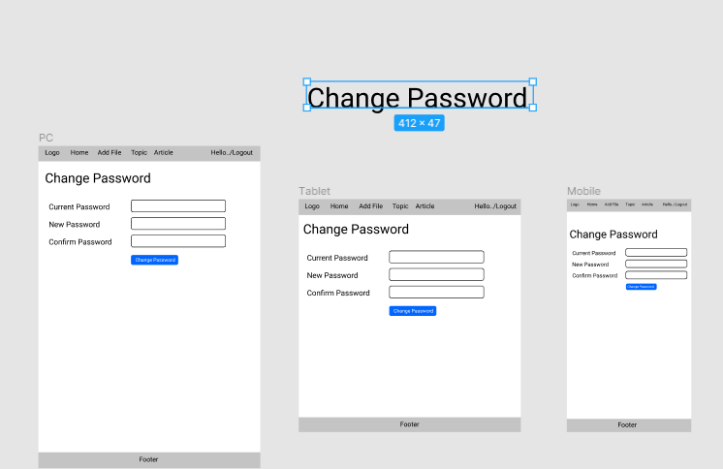 Change Password
412 × 47
PC
Logo Home Add File Topic Article Hello../Logout
Change Password
Current Password
New Password
Confirm Password
Change Password
Footer
Tablet
Logo Home Add File Topic Article Hello../Logout
Change Password
Current Password
New Password
Confirm Password
Change Password
Footer
Mobile
Logo Home Add File Topic Article Hello../Logout
Change Password
Current Password
New Password
Confirm Password
Change Password
Footer